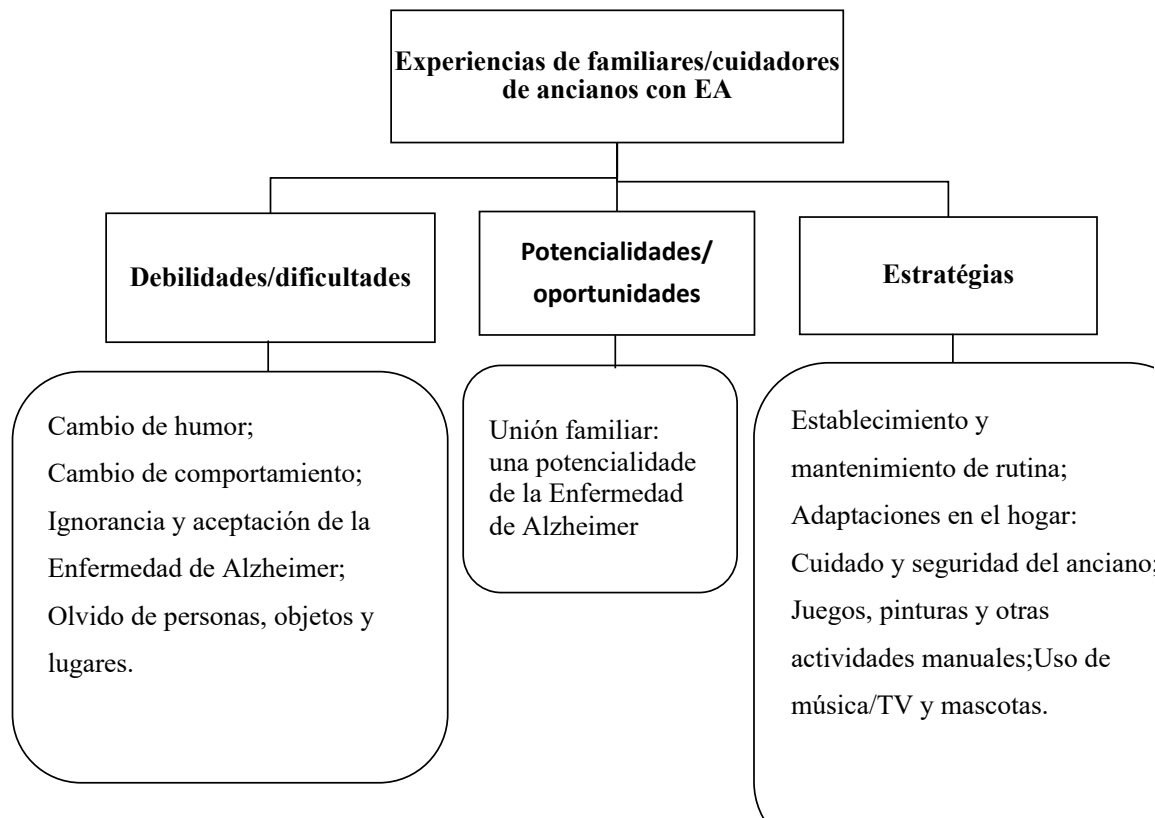 Experiencias de familiares/cuidadores
de ancianos con EA
Debilidades/dificultades
Potencialidades/
oportunidades
Estratégias
Cambio de humor;
Cambio de comportamiento;
Ignorancia y aceptación de la
Enfermedad de Alzheimer;
Olvido de personas, objetos y
lugares.
Unión familiar:
una potencialidade
de la Enfermedad
de Alzheimer
Establecimiento y
mantenimiento de rutina;
Adaptaciones en el hogar:
Cuidado y seguridad del anciano;
Juegos, pinturas y otras
actividades manuales;Uso de
música/TV y mascotas.